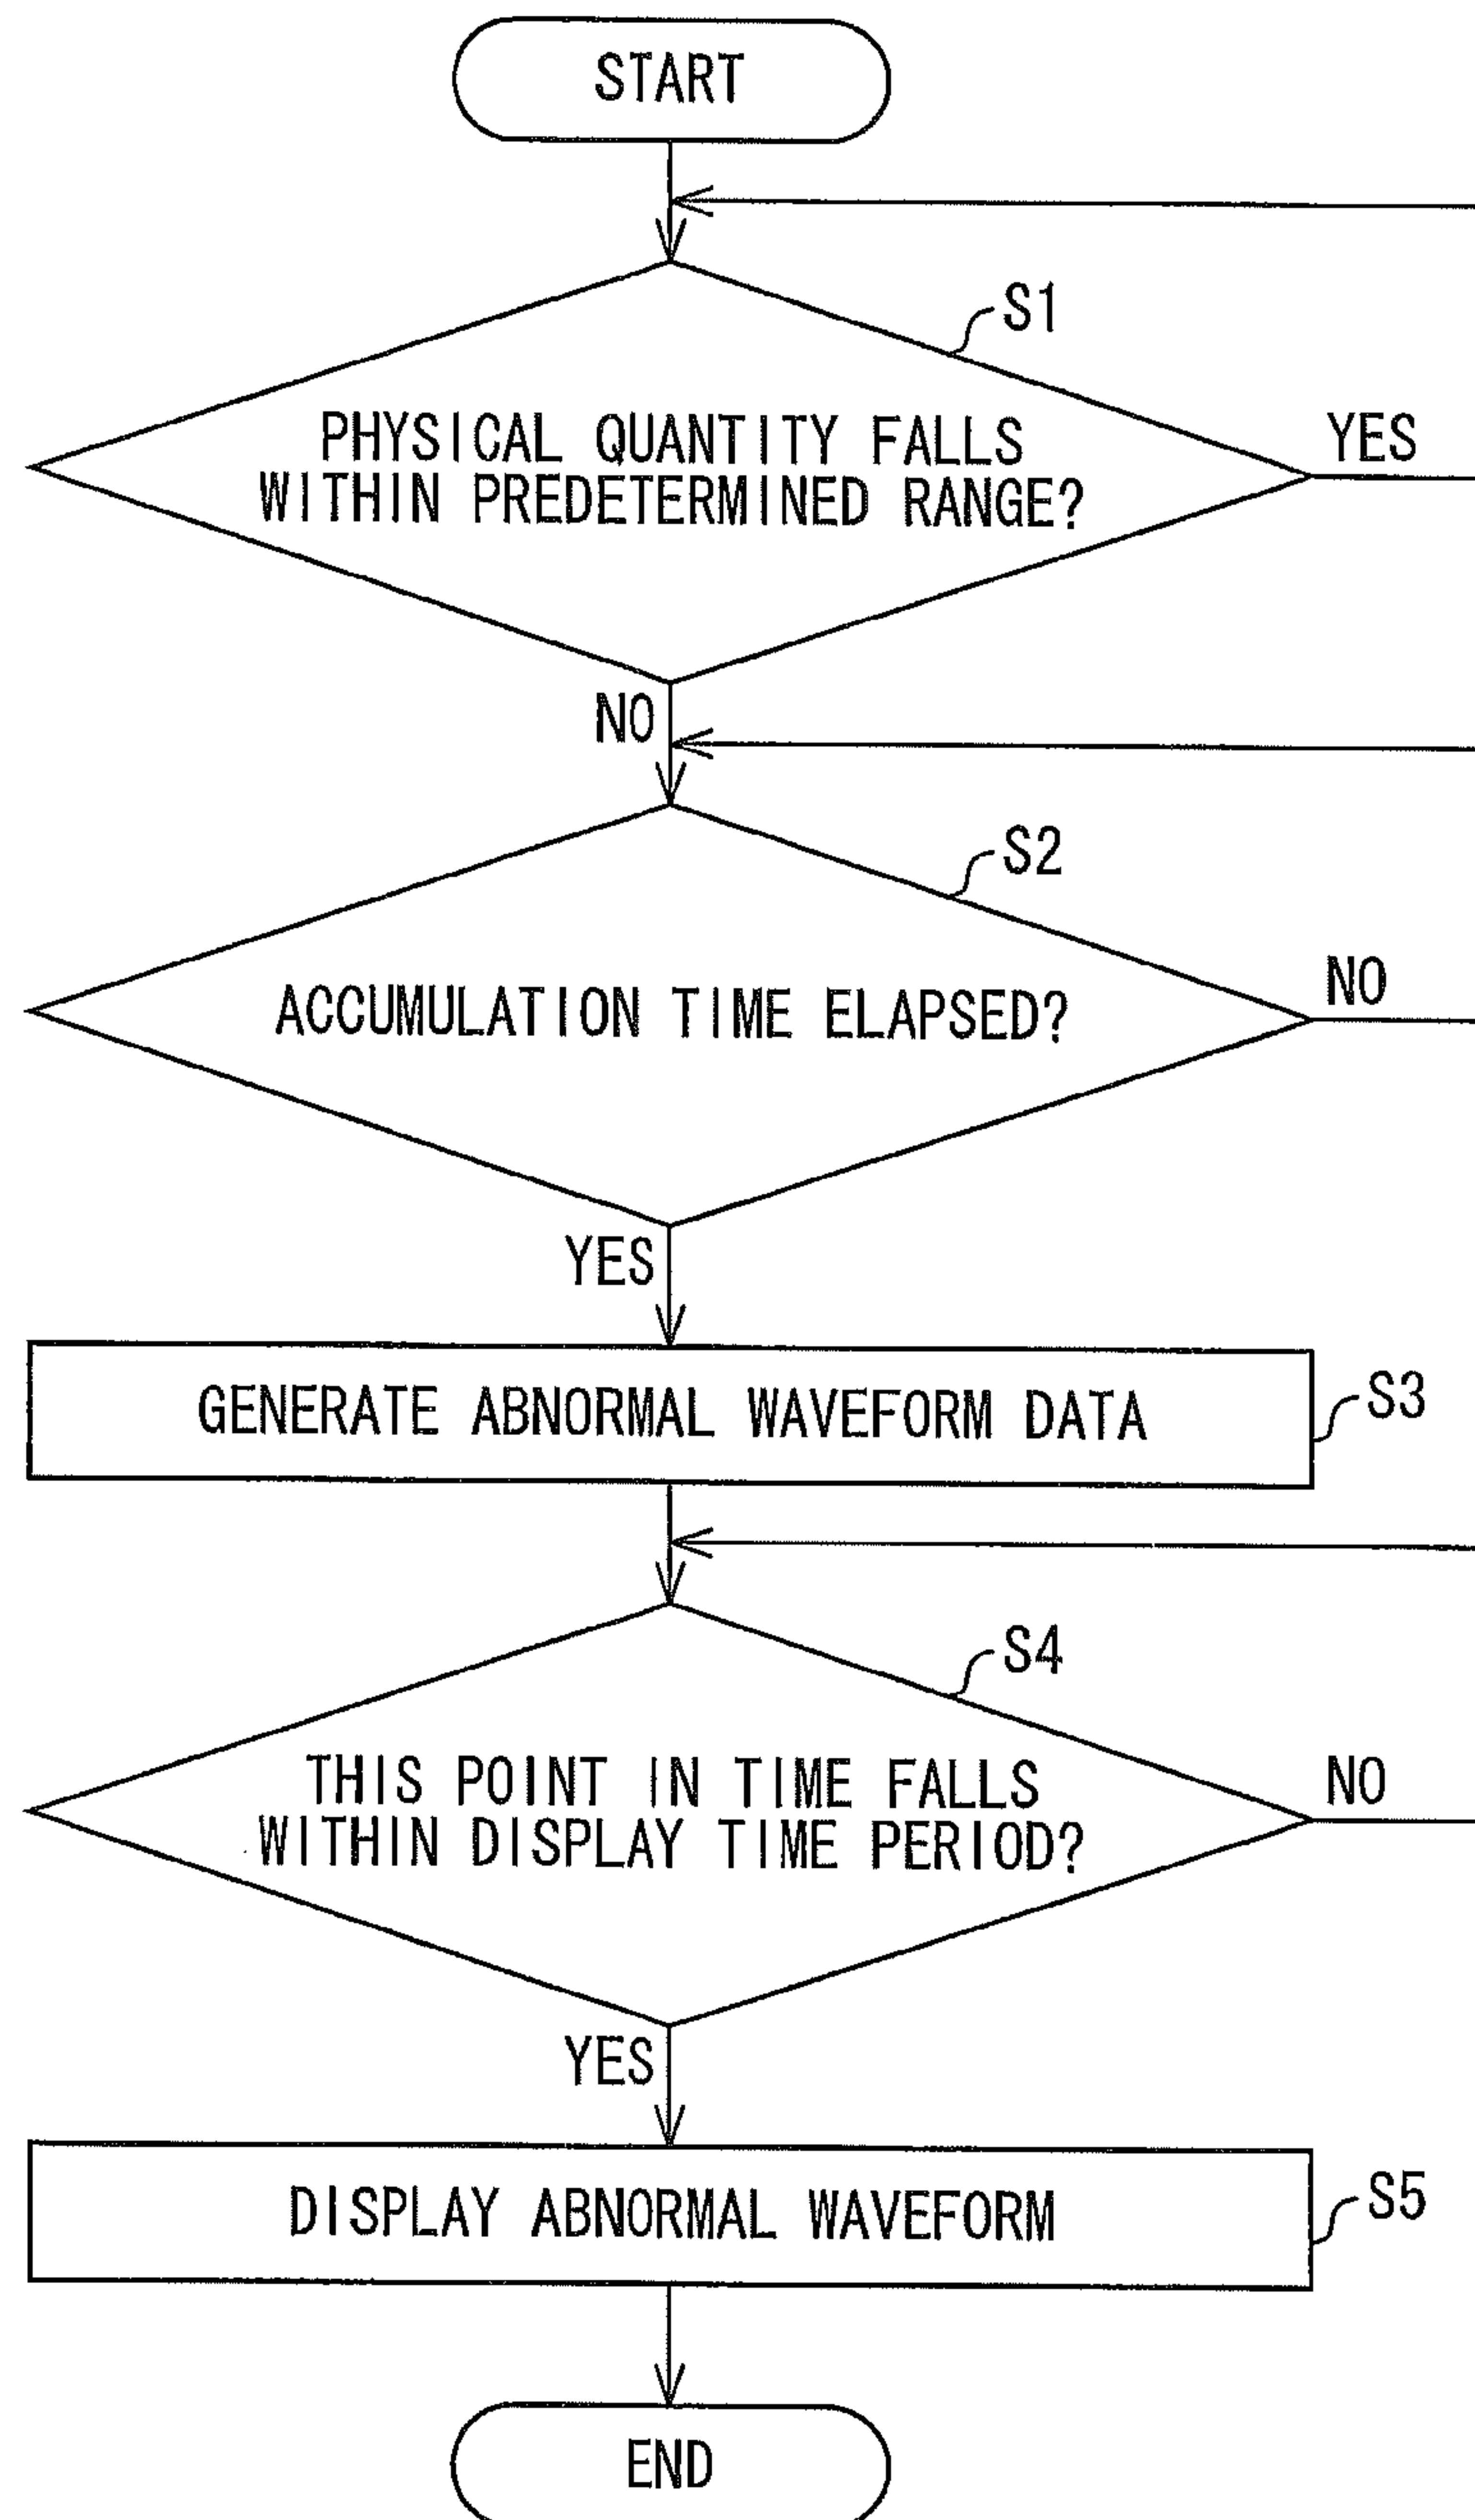 START
S1
PHYSICAL QUANTITY FALLS
WITHIN PREDETERMINED RANGE?
YES
NO
S2
ACCUMULATION TIME ELAPSED?
NO
YES
GENERATE ABNORMAL WAVEFORM DATA
S3
S4
THIS POINT IN TIME FALLS
WITHIN DISPLAY TIME PERIOD?
NO
YES
DISPLAY ABNORMAL WAVEFORM
S5
END